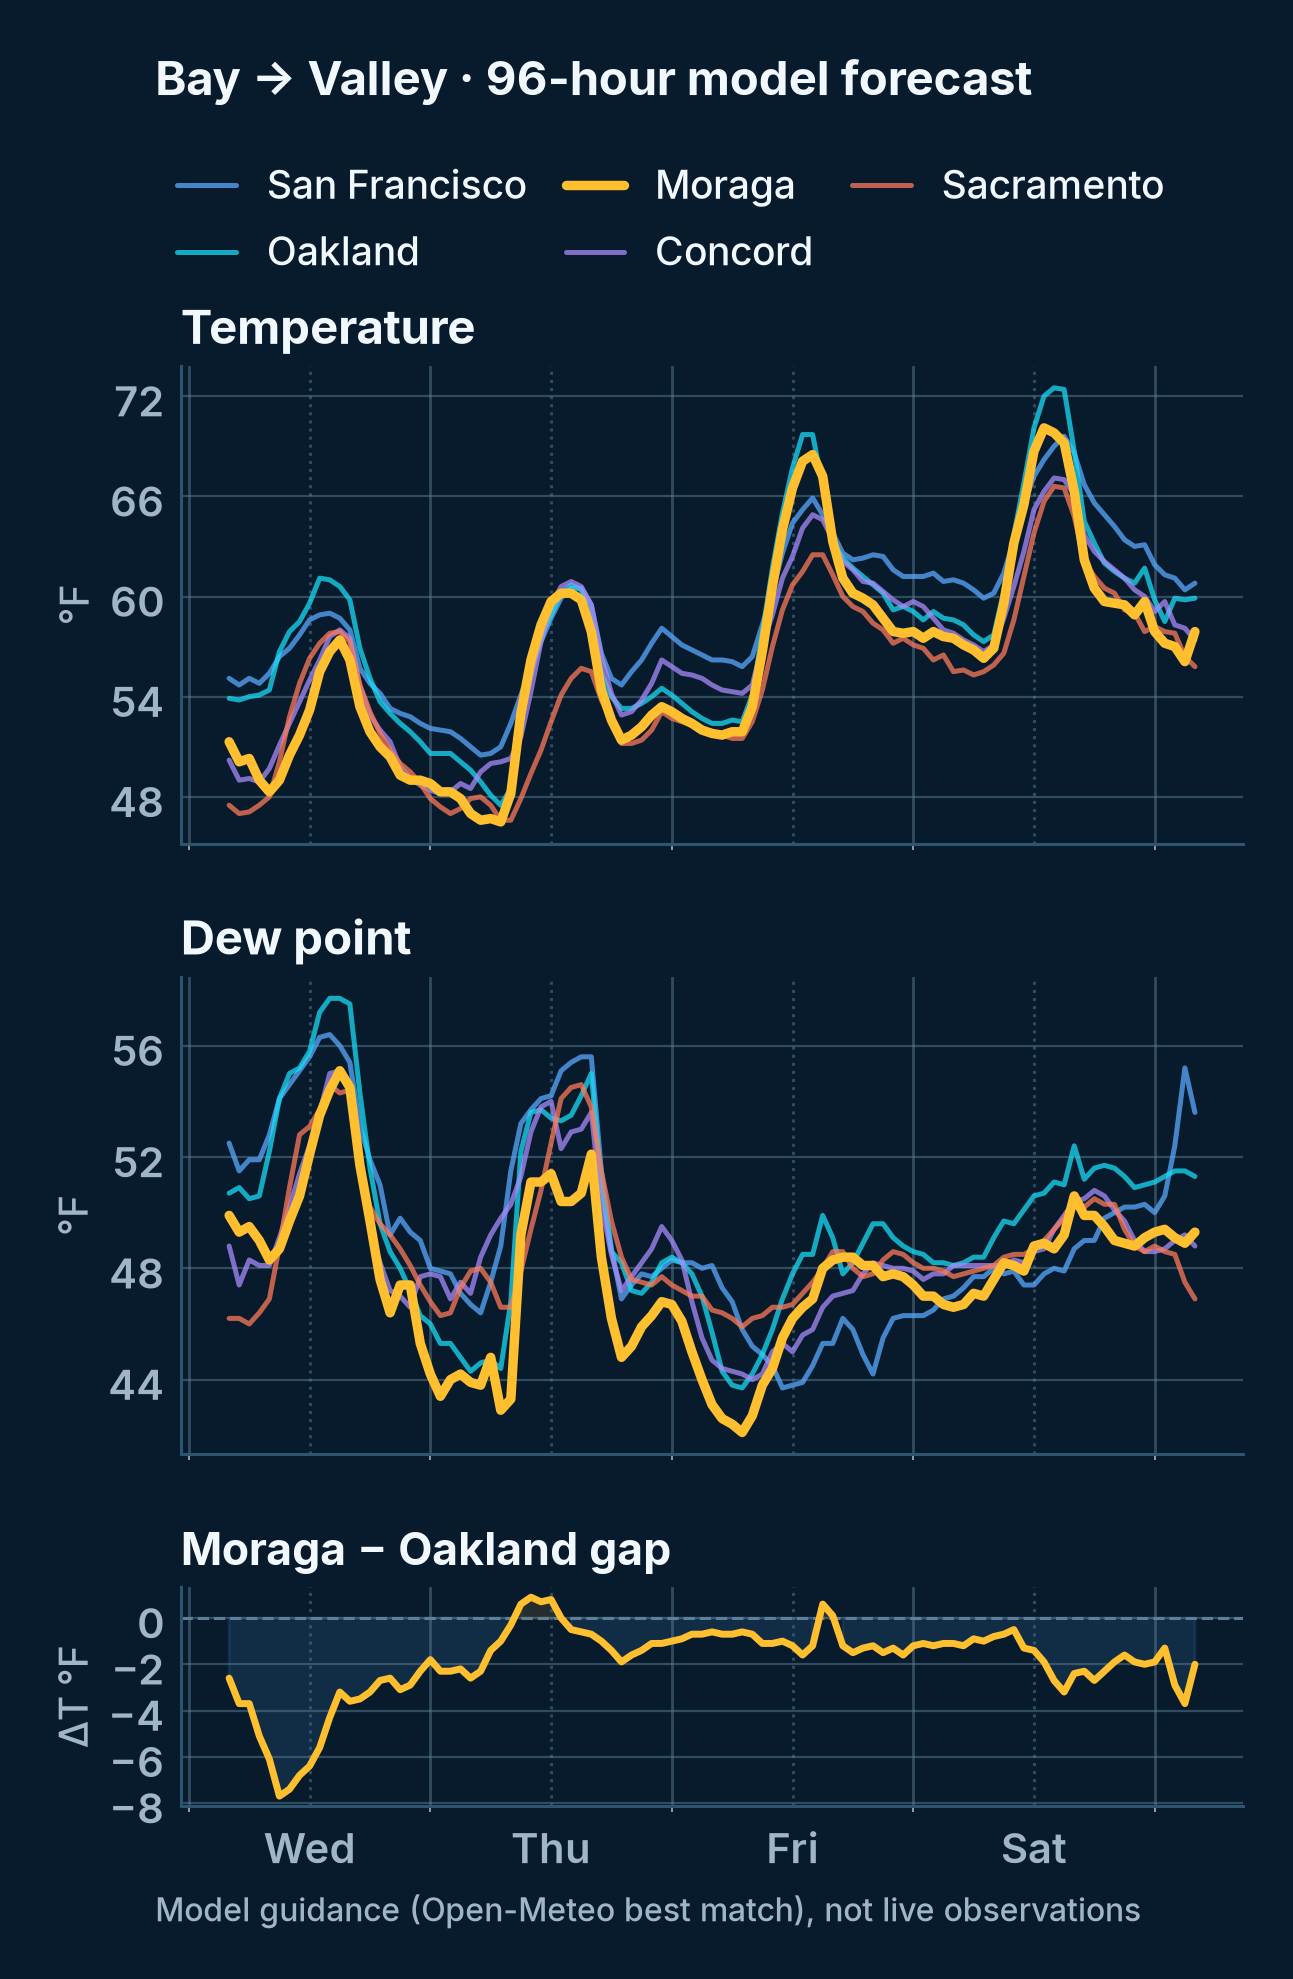 Bay → Valley · 96-hour model forecast
San Francisco Moraga Sacramento
Oakland Concord
Temperature
72
66
60
54
48
°F
Dew point
56
52
48
44
°F
Moraga − Oakland gap
0
−2
−4
−6
−8
ΔT °F
Wed Thu Fri Sat
Model guidance (Open-Meteo best match), not live observations